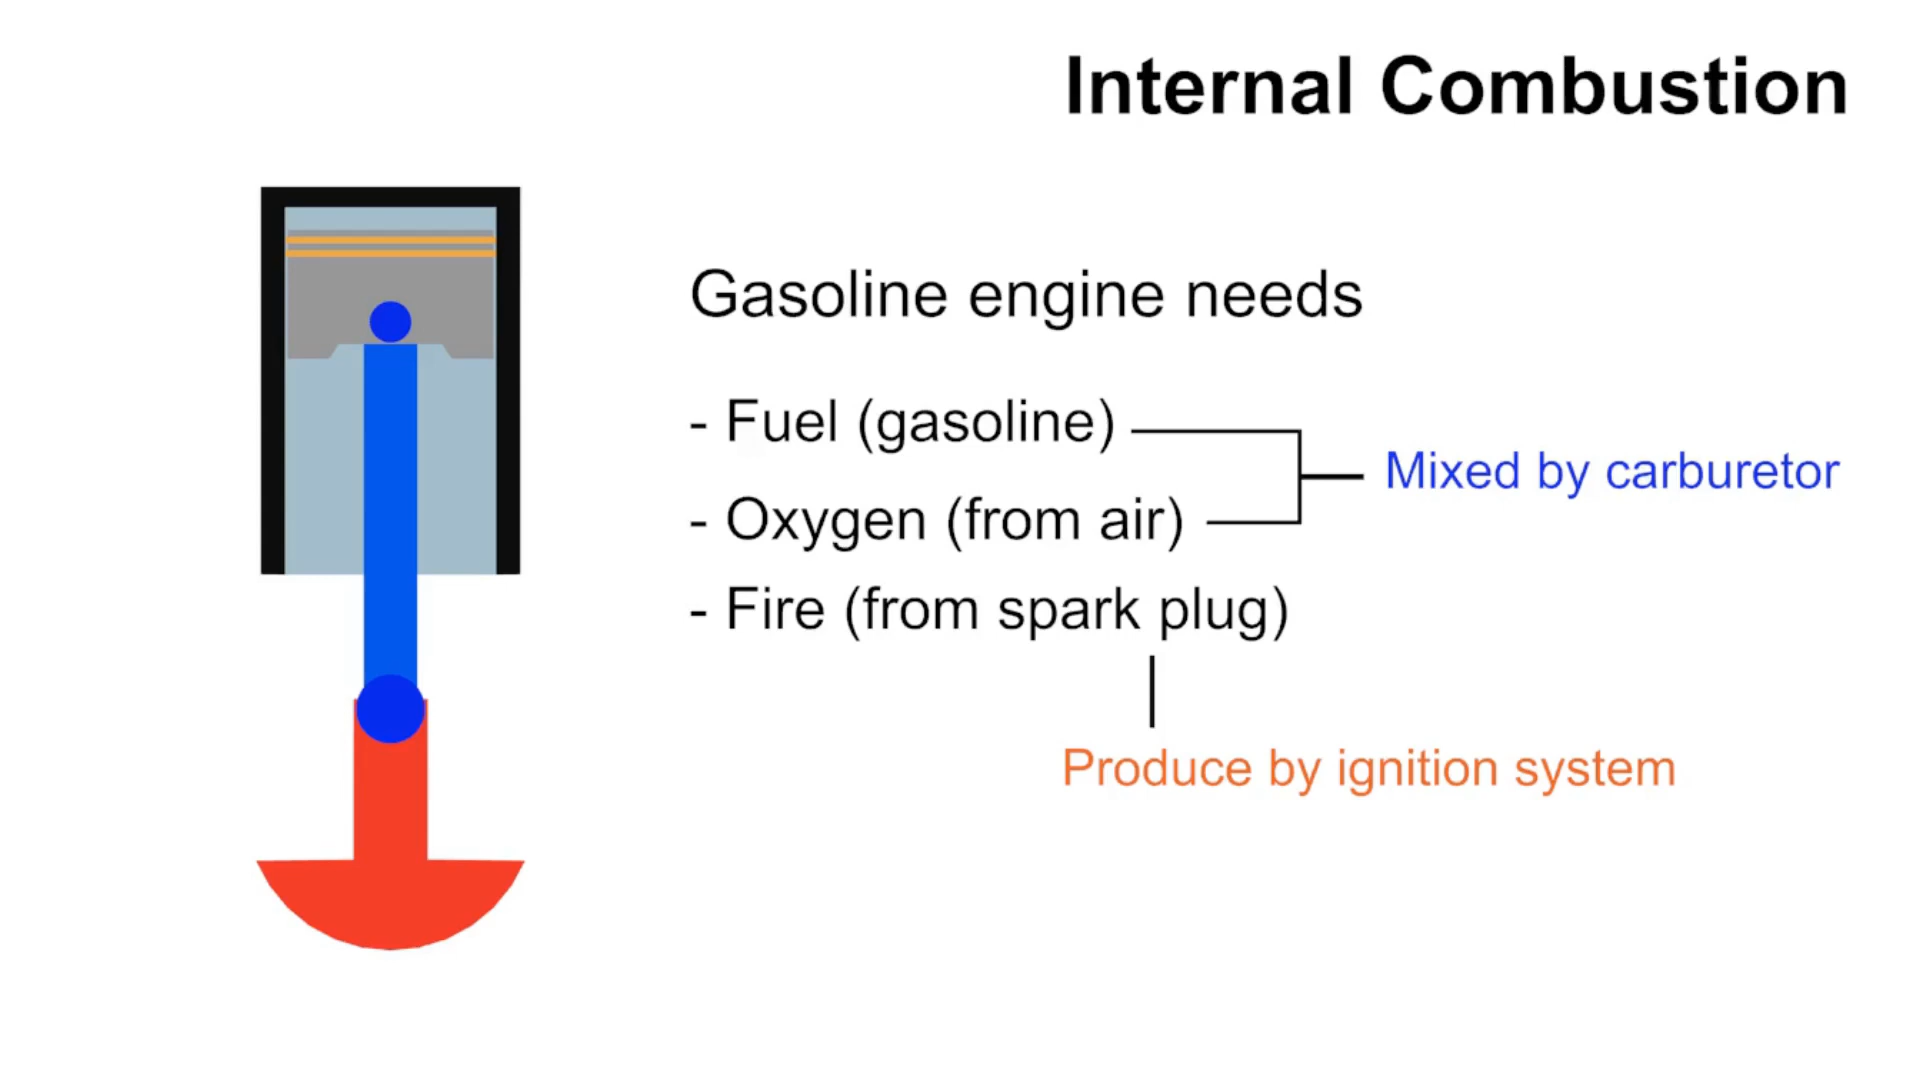 Internal Combustion
Gasoline engine needs
- Fuel (gasoline)
Mixed by carburetor
- Oxygen (from air)
- Fire (from spark plug)
Produce by ignition system